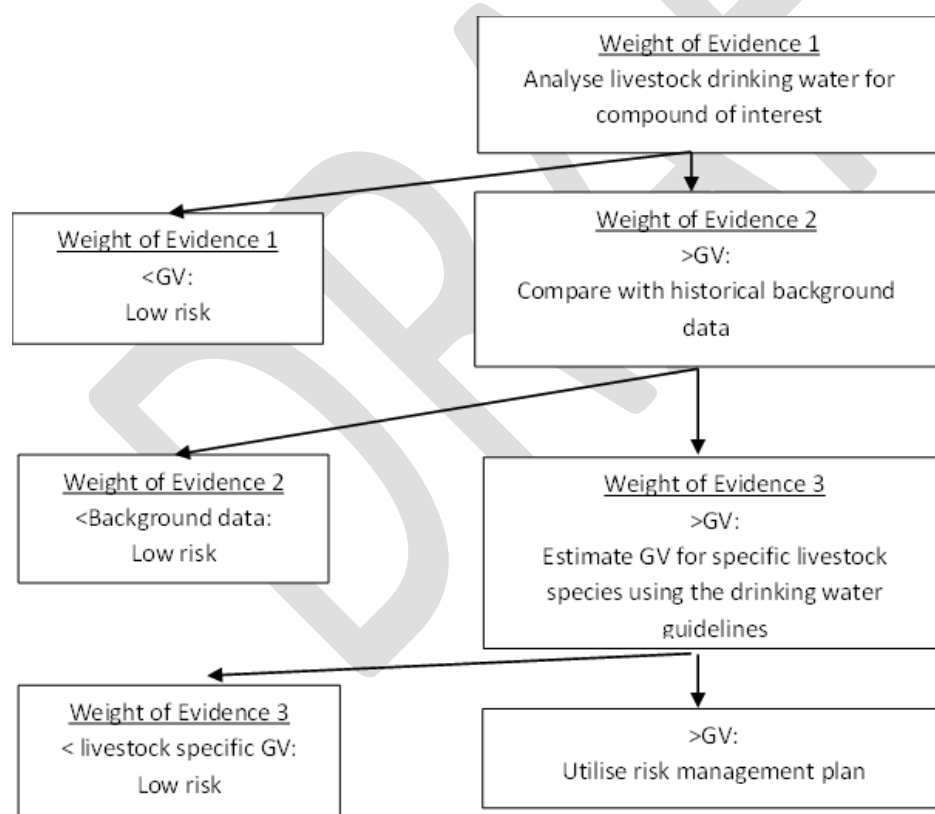 Weight of Evidence 1
Analyse livestock drinking water for
compound of interest
Weight of Evidence 1
<GV:
Low risk
Weight of Evidence 2
>GV:
Compare with historical background
data
Weight of Evidence 2
<Background data:
Low risk
Weight of Evidence 3
>GV:
Estimate GV for specific livestock
species using the drinking water
guidelines
Weight of Evidence 3
< livestock specific GV:
Low risk
>GV:
Utilise risk management plan
DRA